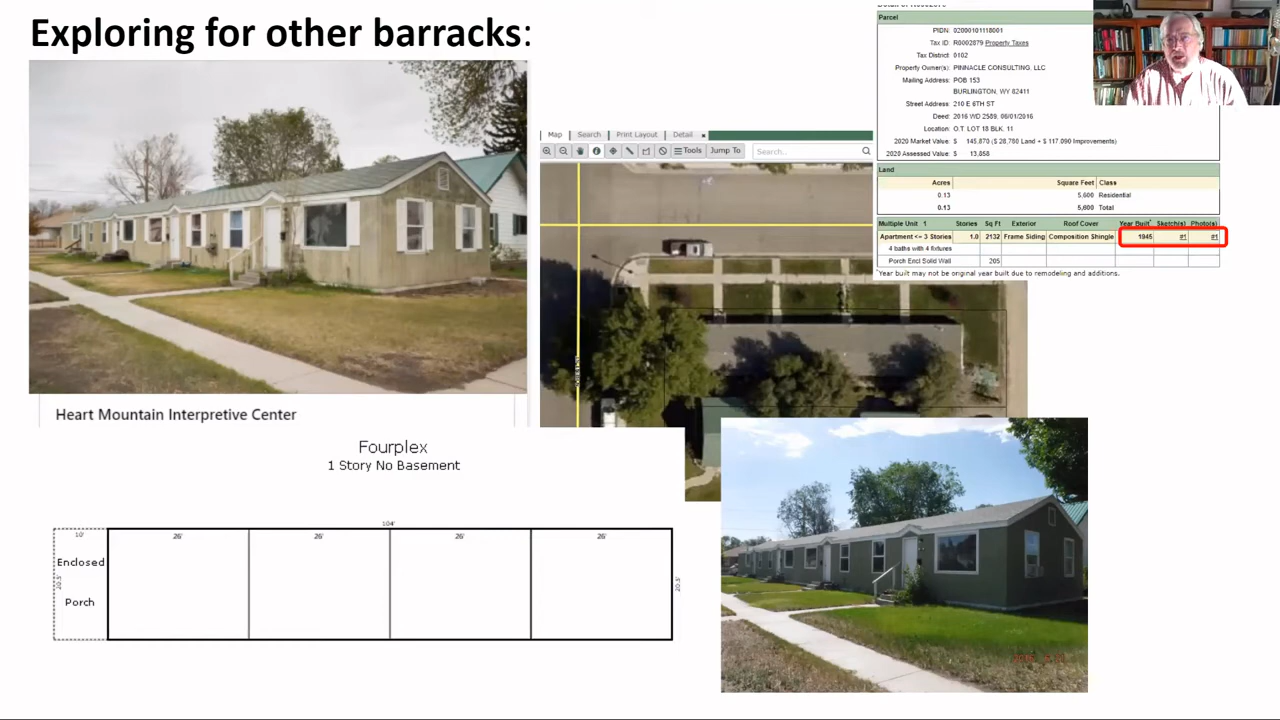 Exploring for other barracks:
Parcel
PIDN: 02000101118001
Tax ID: R0002879 Property Taxes
Tax District: 0102
Property Owner(s): PINNACLE CONSULTING, LLC
Mailing Address: POB 153
BURLINGTON, WY 82411
Street Address: 210 E 6TH ST
Deed: 2016 WD 2589, 06/01/2016
Location: O.T LOT 18 BLK. 11
2020 Market Value: $ 145,870 ($ 28,780 Land + $ 117,090 Improvements)
2020 Assessed Value: $ 13,858
Land
Acres Square Feet Class
0.13 5,600 Residential
0.13 5,600 Total
Multiple Unit 1 Stories Sq Ft Exterior Roof Cover Year Built* Sketch(s) Photo(s)
Apartment <= 3 Stories 1.0 2132 Frame Siding Composition Shingle 1945 #1 #1
4 baths with 4 fixtures
Porch Encl Solid Wall 205
*Year built may not be original year built due to remodeling and additions.
Map Search Print Layout Detail
Tools Jump To Search...
Heart Mountain Interpretive Center
Fourplex
1 Story No Basement
104'
10' 26' 26' 26' 26'
Enclosed
20.5' 20.5'
Porch